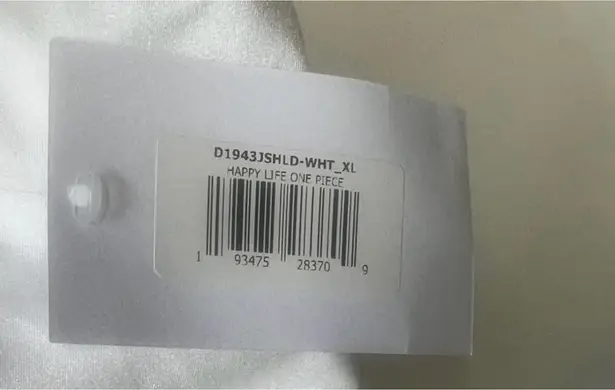 D1943JSHLD-WHT_XL
HAPPY LIFE ONE PIECE
1 93475 28370 9